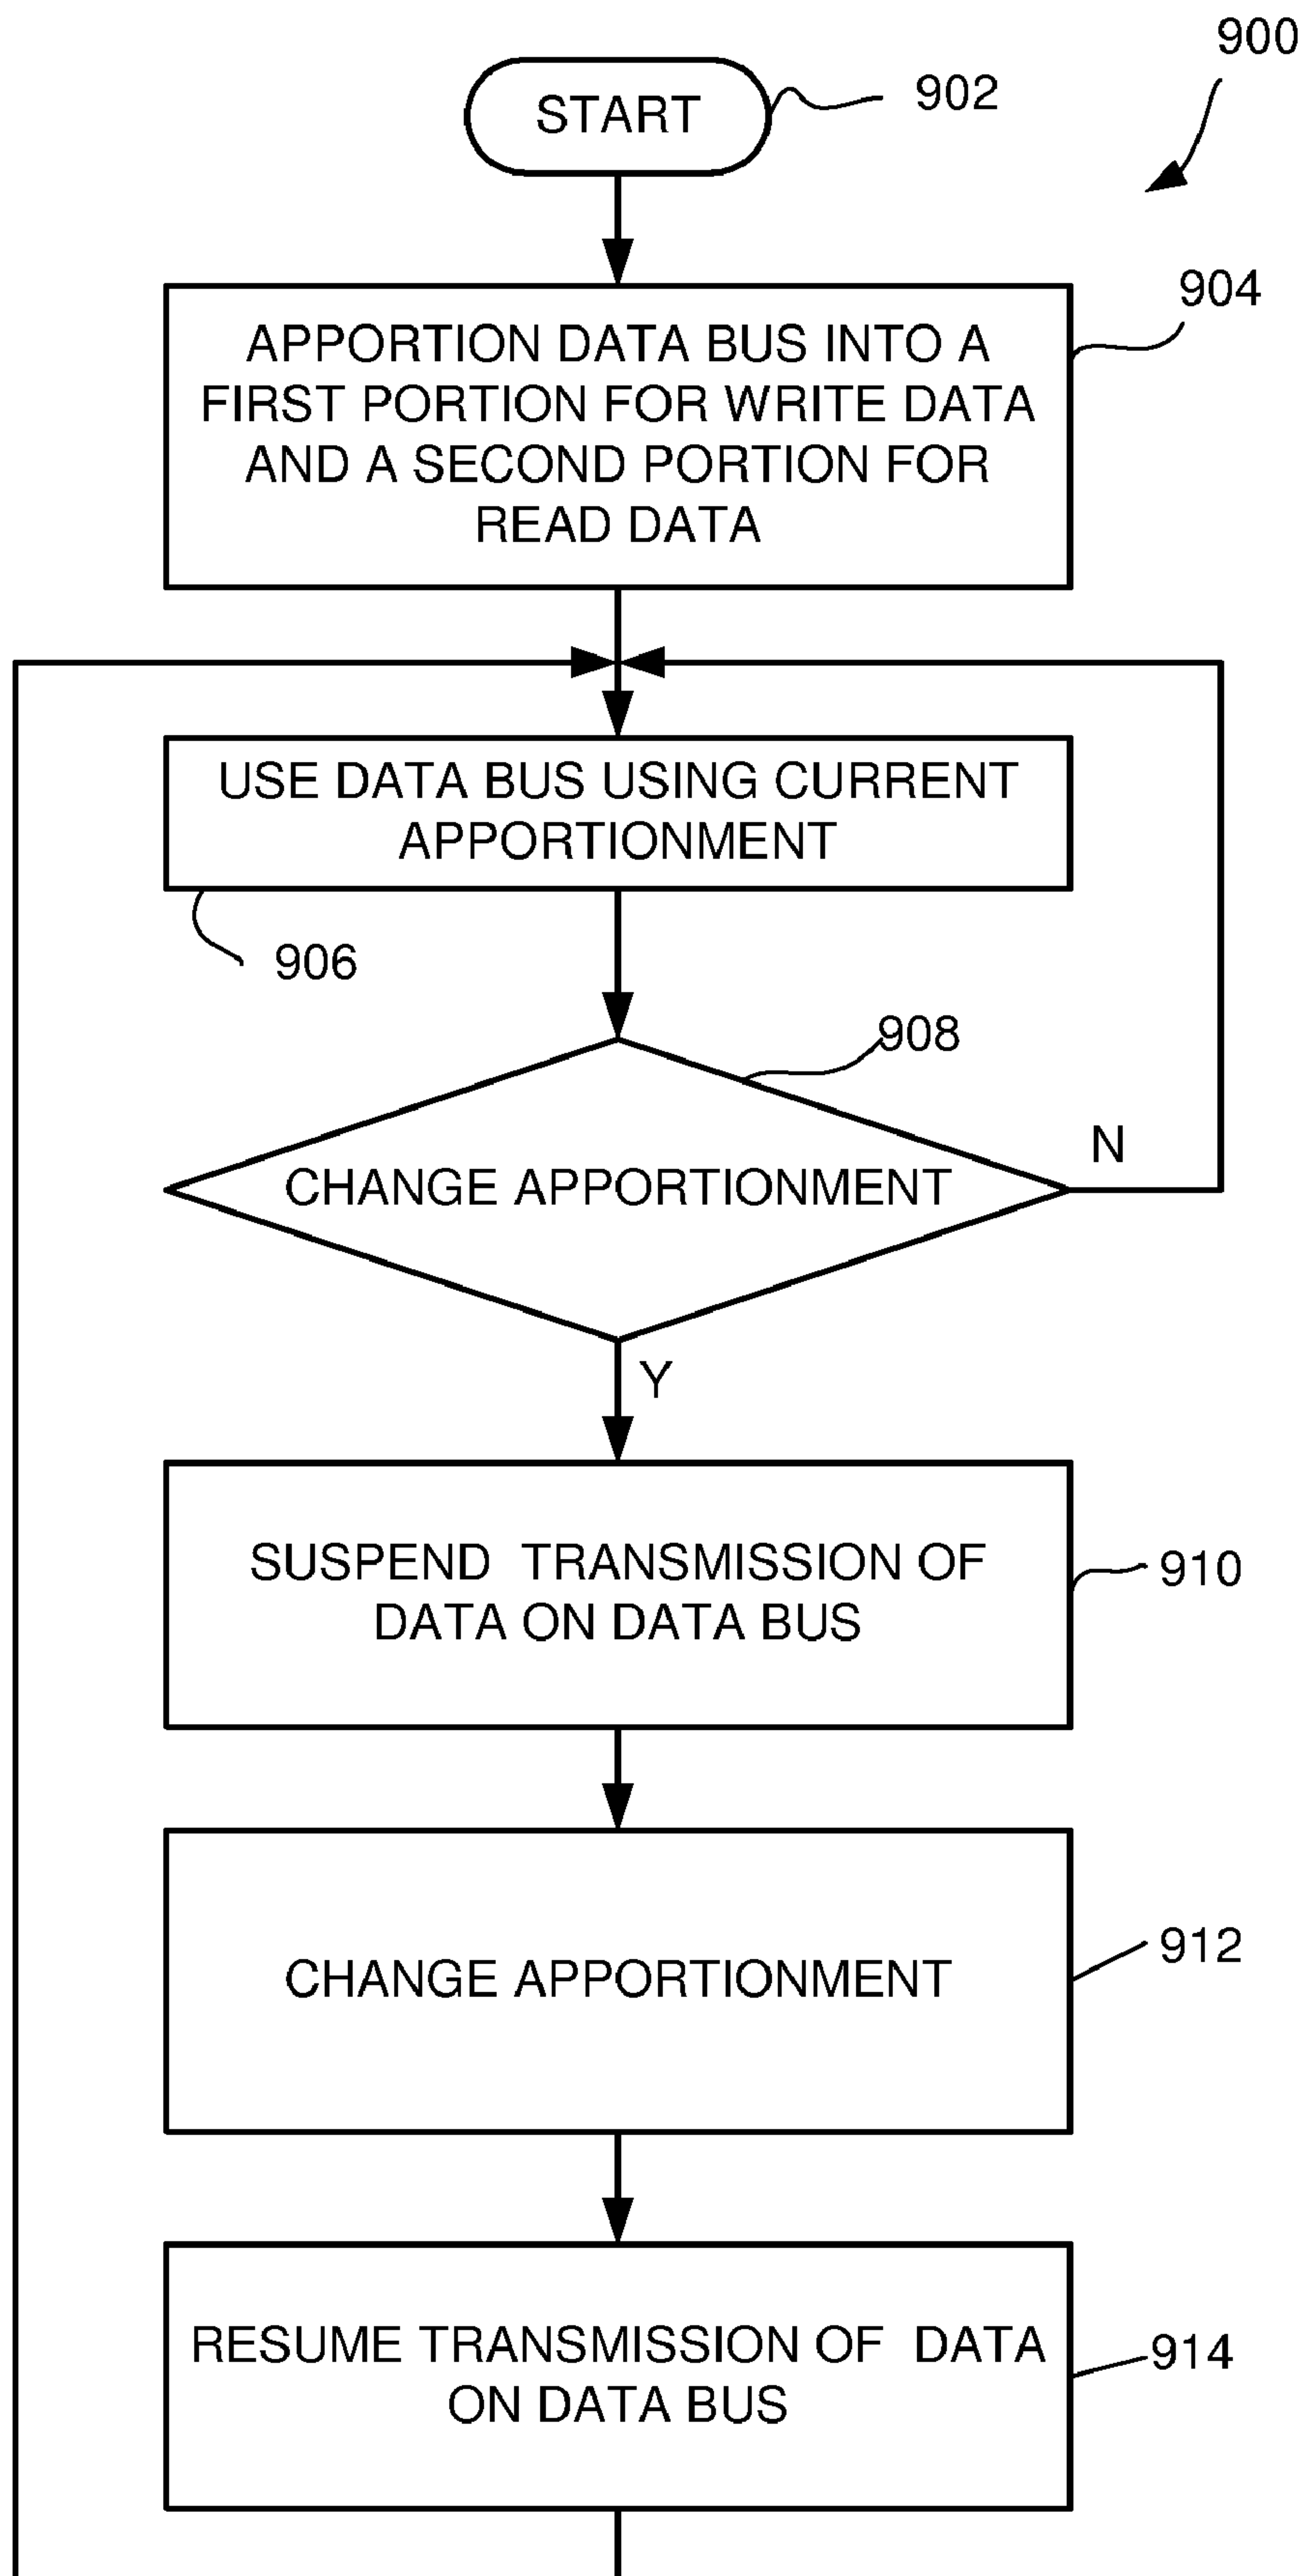 900
START
902
904
APPORTION DATA BUS INTO A
FIRST PORTION FOR WRITE DATA
AND A SECOND PORTION FOR
READ DATA
USE DATA BUS USING CURRENT
APPORTIONMENT
906
908
N
CHANGE APPORTIONMENT
Y
SUSPEND TRANSMISSION OF
DATA ON DATA BUS
910
CHANGE APPORTIONMENT
912
RESUME TRANSMISSION OF DATA
ON DATA BUS
914